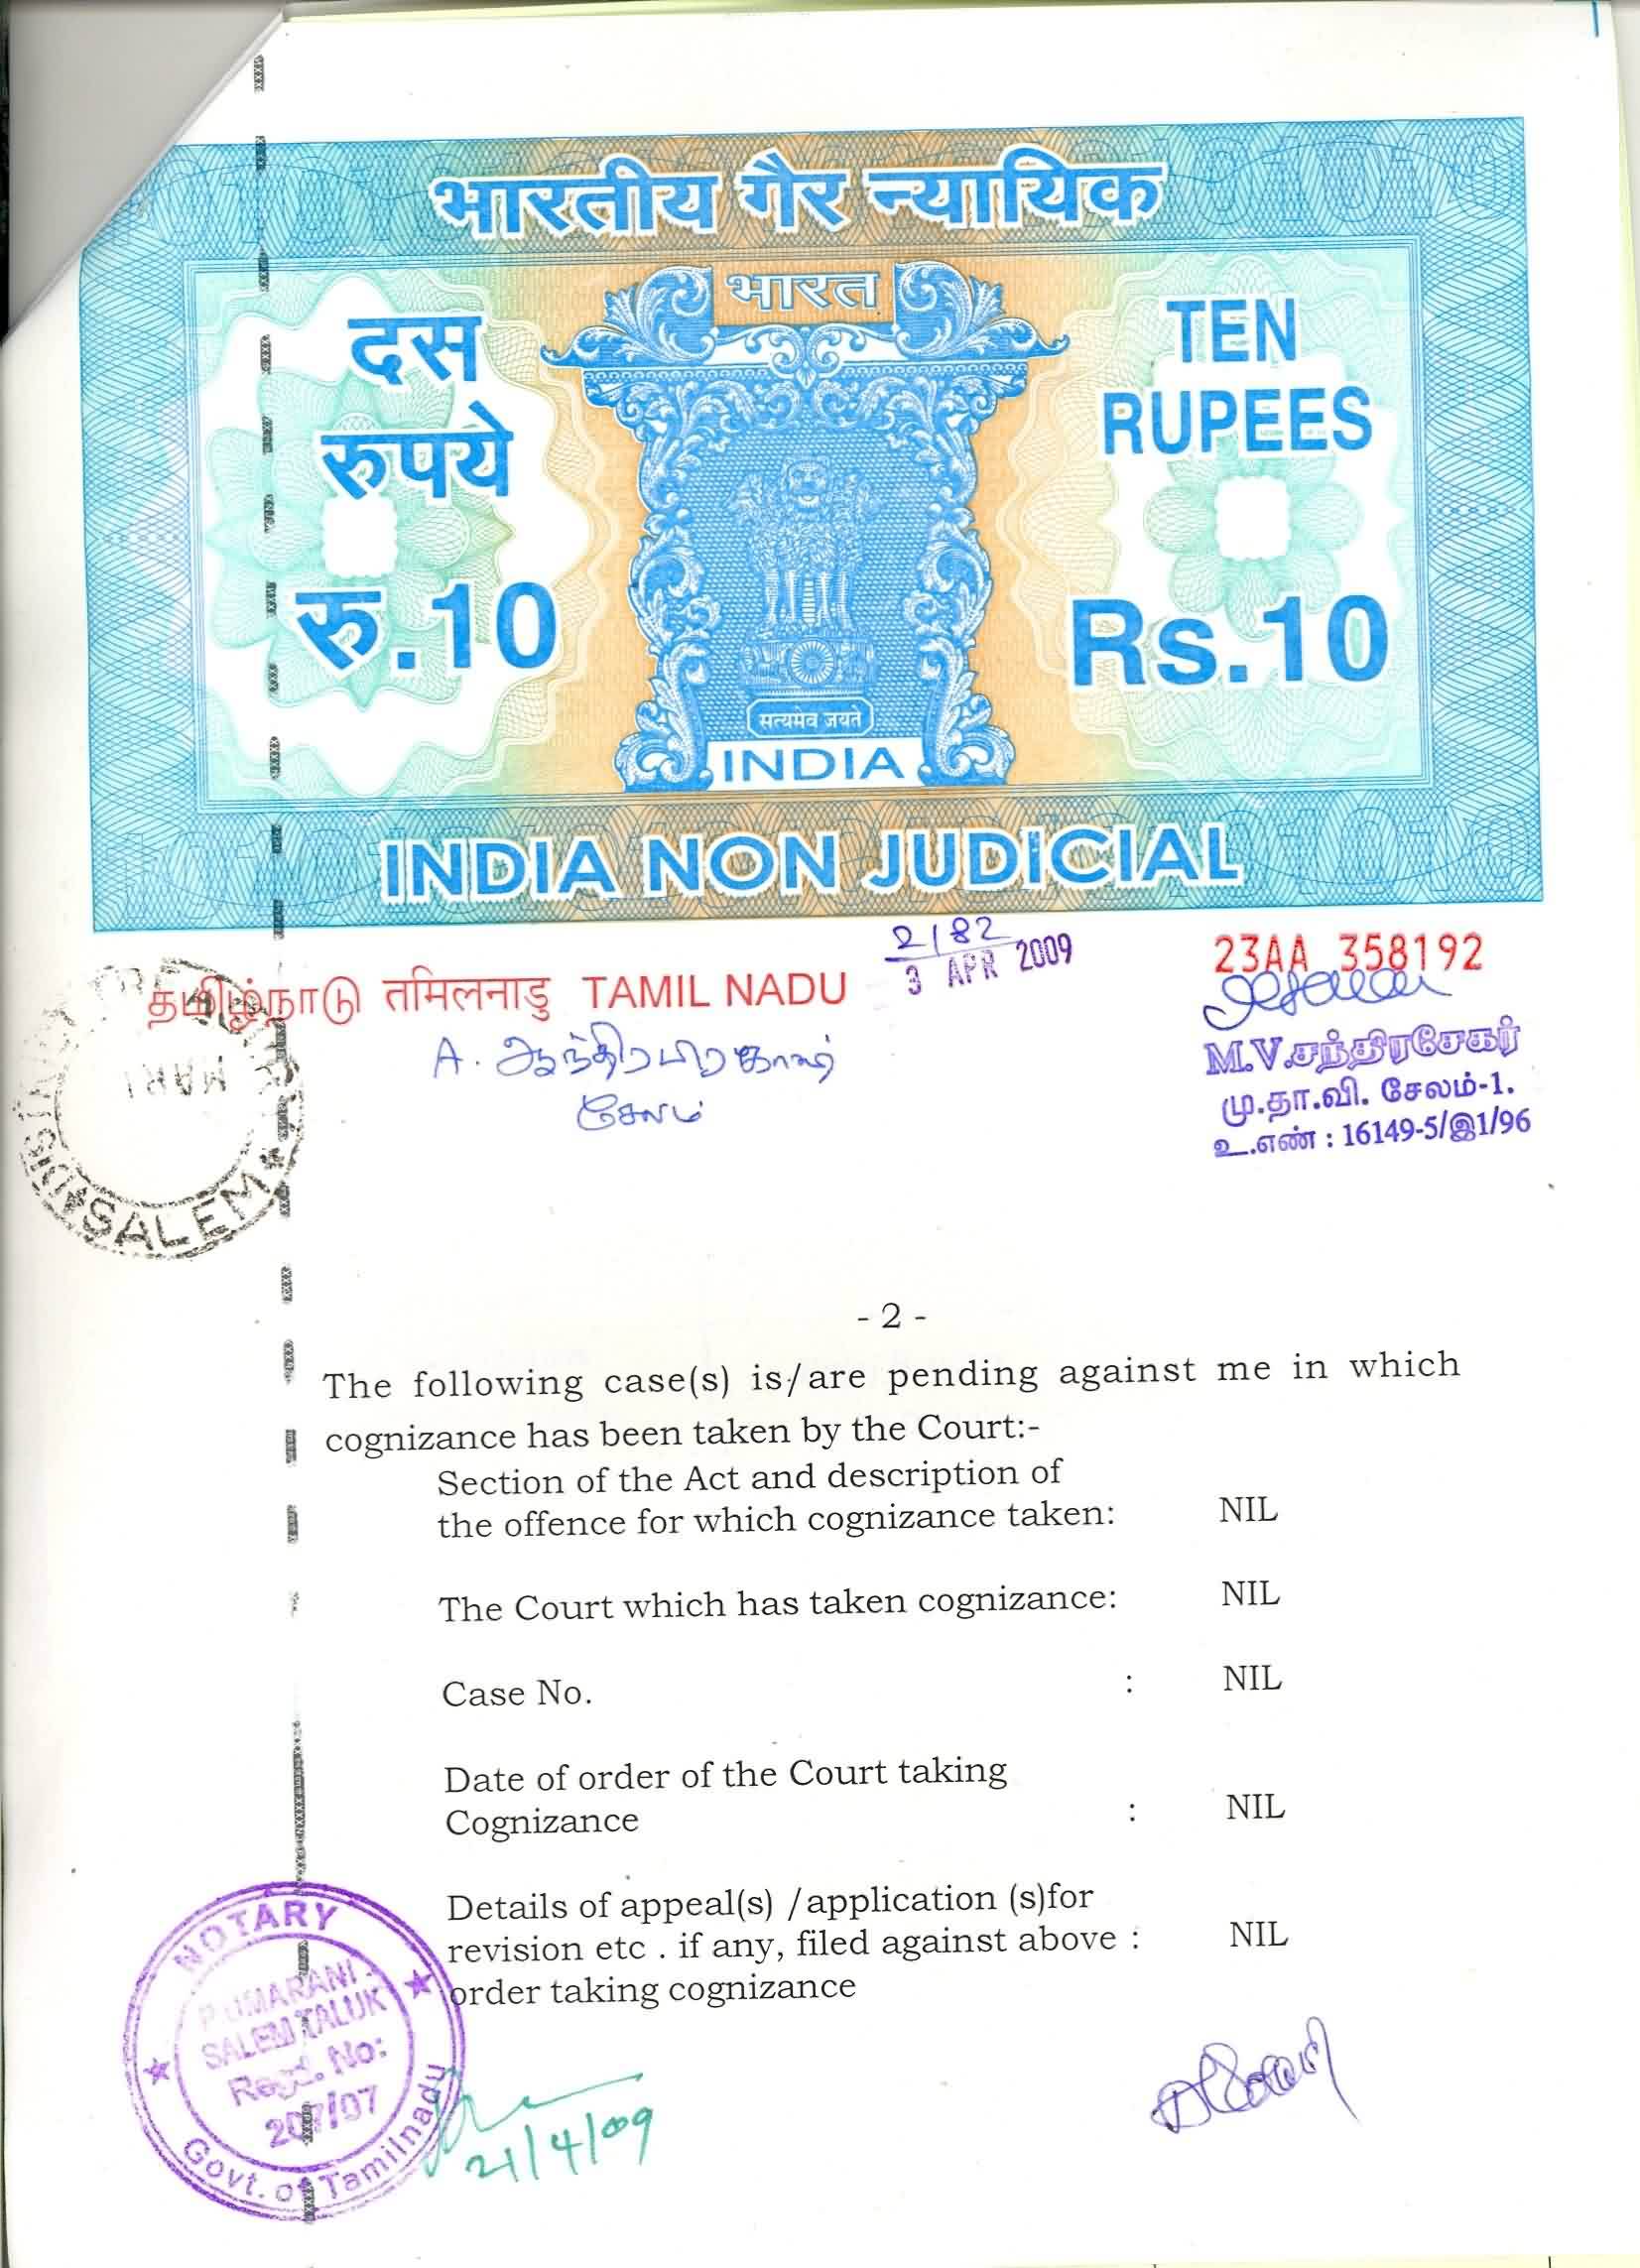 भारतीय गैर न्यायिक
भारत
दस
रुपये
रु.10
TEN
RUPEES
Rs.10
सत्यमेव जयते
INDIA
INDIA NON JUDICIAL
2182
3 APR 2009
23AA 358192
தமிழ்நாடு तमिलनाडु TAMIL NADU
A.
சேலம்
M.V.சந்திரசேகர்
மு.தா.வி. சேலம்-1.
உ.எண் : 16149-5/இ1/96
SALEM
- 2 -
The following case(s) is/are pending against me in which
cognizance has been taken by the Court:-
Section of the Act and description of
the offence for which cognizance taken: NIL
The Court which has taken cognizance: NIL
Case No. : NIL
Date of order of the Court taking
Cognizance : NIL
Details of appeal(s) /application (s)for
revision etc . if any, filed against above : NIL
order taking cognizance
NOTARY
P.UMARANI
SALEM TALUK
Regd. No:
207/07
Govt. of Tamilnadu
21/4/09